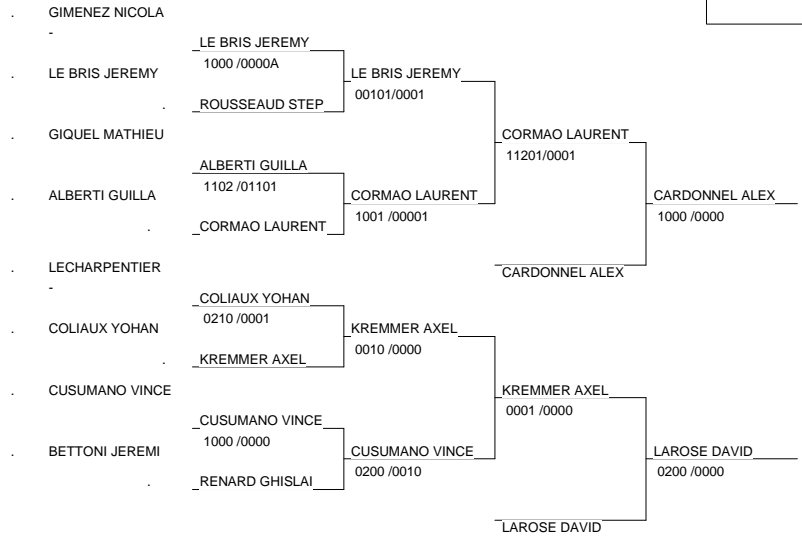 . GIMENEZ NICOLA
-
LE BRIS JEREMY
1000 /0000A
. LE BRIS JEREMY
LE BRIS JEREMY
00101/0001
. ROUSSEAUD STEP
. GIQUEL MATHIEU
CORMAO LAURENT
11201/0001
ALBERTI GUILLA
1102 /01101
. ALBERTI GUILLA
CORMAO LAURENT
1001 /00001
CARDONNEL ALEX
1000 /0000
. CORMAO LAURENT
. LECHARPENTIER
-
CARDONNEL ALEX
COLIAUX YOHAN
0210 /0001
. COLIAUX YOHAN
KREMMER AXEL
0010 /0000
. KREMMER AXEL
. CUSUMANO VINCE
KREMMER AXEL
0001 /0000
CUSUMANO VINCE
1000 /0000
. BETTONI JEREMI
CUSUMANO VINCE
0200 /0010
LAROSE DAVID
0200 /0000
. RENARD GHISLAI
LAROSE DAVID